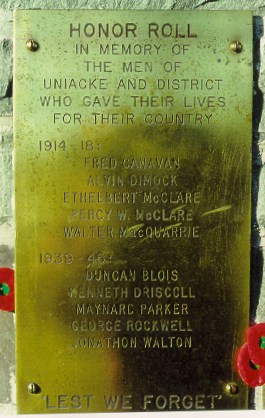 HONOR ROLL
IN MEMORY OF
THE MEN OF
UNIACKE AND DISTRICT
WHO GAVE THEIR LIVES
FOR THEIR COUNTRY
1914-18:
FRED CANAVAN
ALVIN DIMOCK
ETHELBERT McCLARE
PERCY W. McCLARE
WALTER MacQUARRIE
1939-45:
DUNCAN BLOIS
KENNETH DRISCOLL
MAYNARD PARKER
GEORGE ROCKWELL
JONATHON WALTON
'LEST WE FORGET'